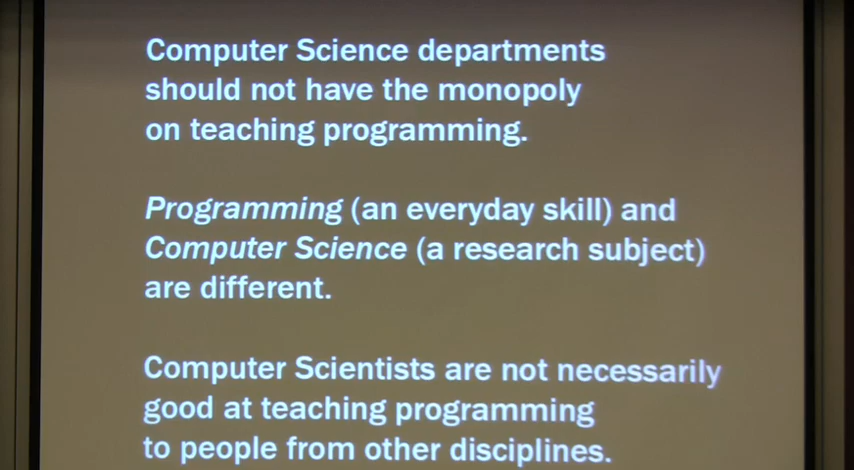 Computer Science departments
should not have the monopoly
on teaching programming.
Programming (an everyday skill) and
Computer Science (a research subject)
are different.
Computer Scientists are not necessarily
good at teaching programming
to people from other disciplines.